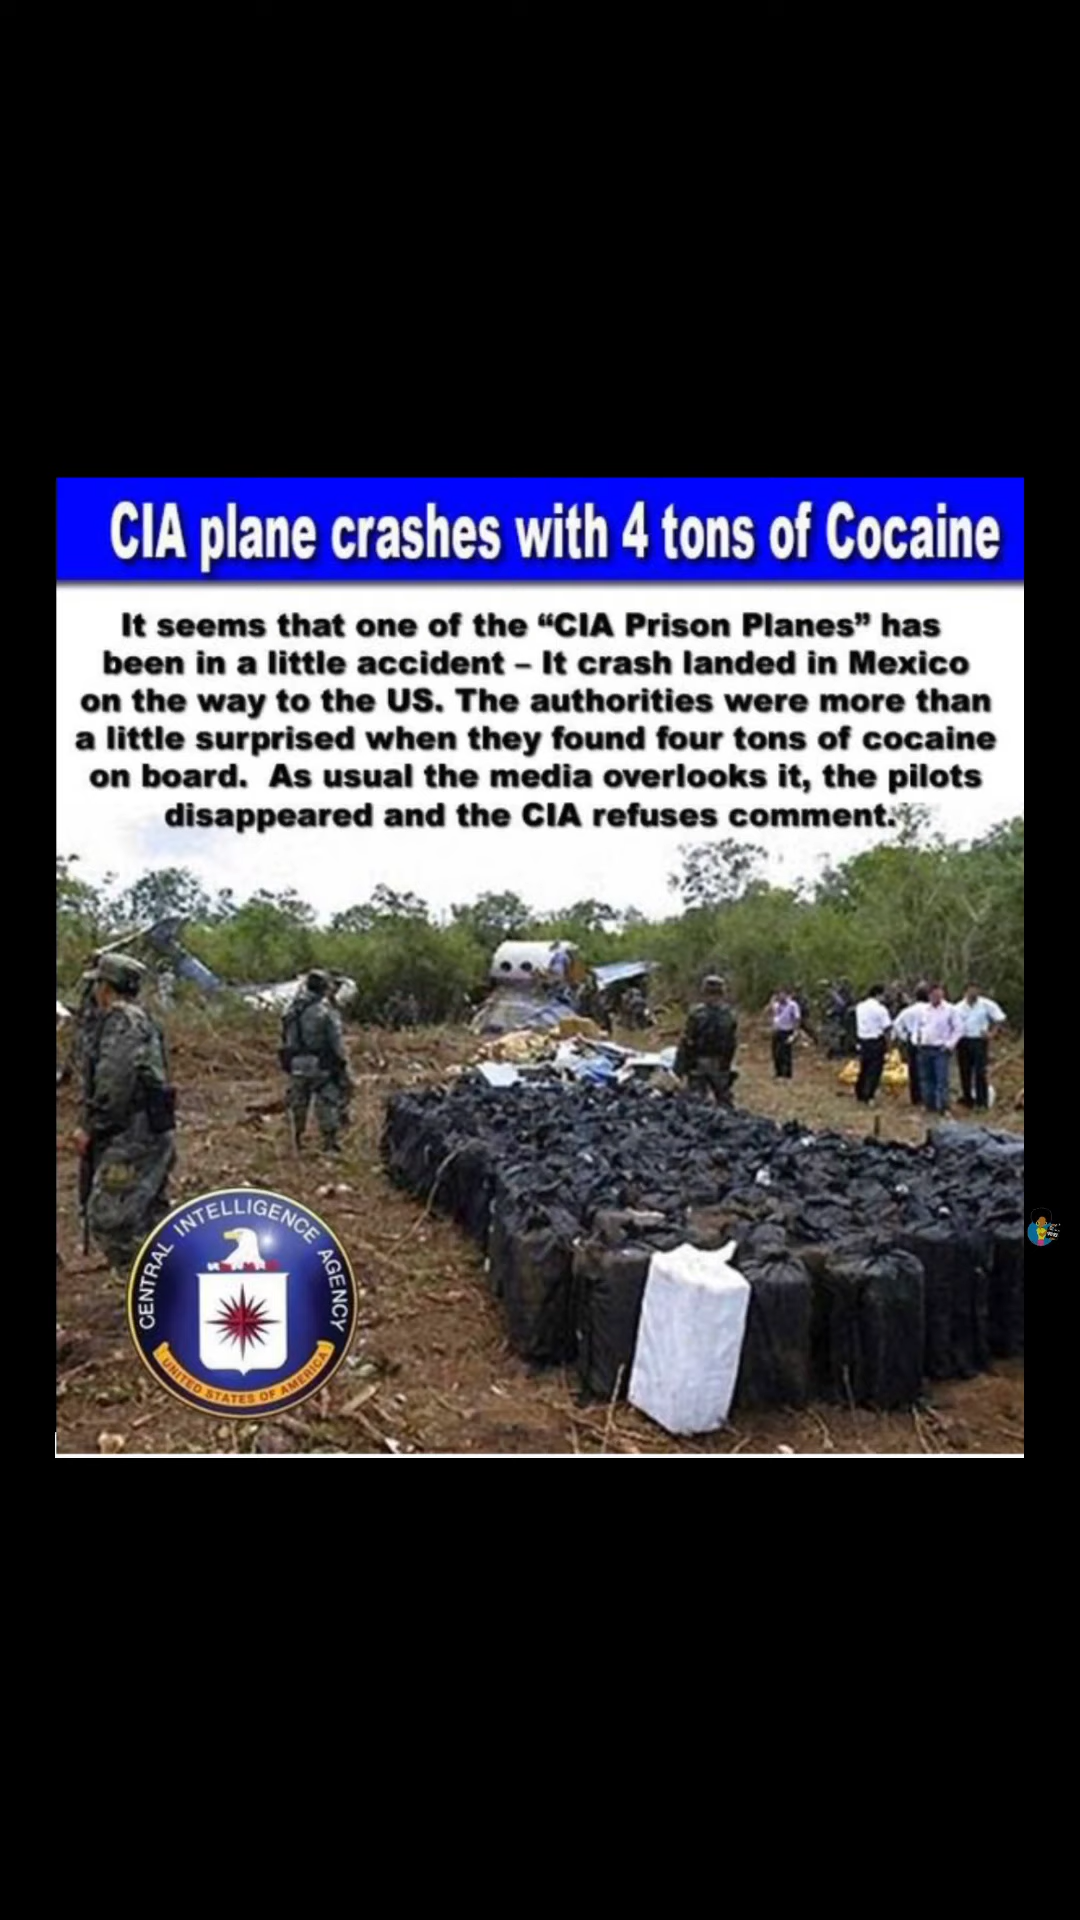 CIA plane crashes with 4 tons of Cocaine
It seems that one of the “CIA Prison Planes” has
been in a little accident – It crash landed in Mexico
on the way to the US. The authorities were more than
a little surprised when they found four tons of cocaine
on board.  As usual the media overlooks it, the pilots
disappeared and the CIA refuses comment.
CENTRAL INTELLIGENCE AGENCY
UNITED STATES OF AMERICA